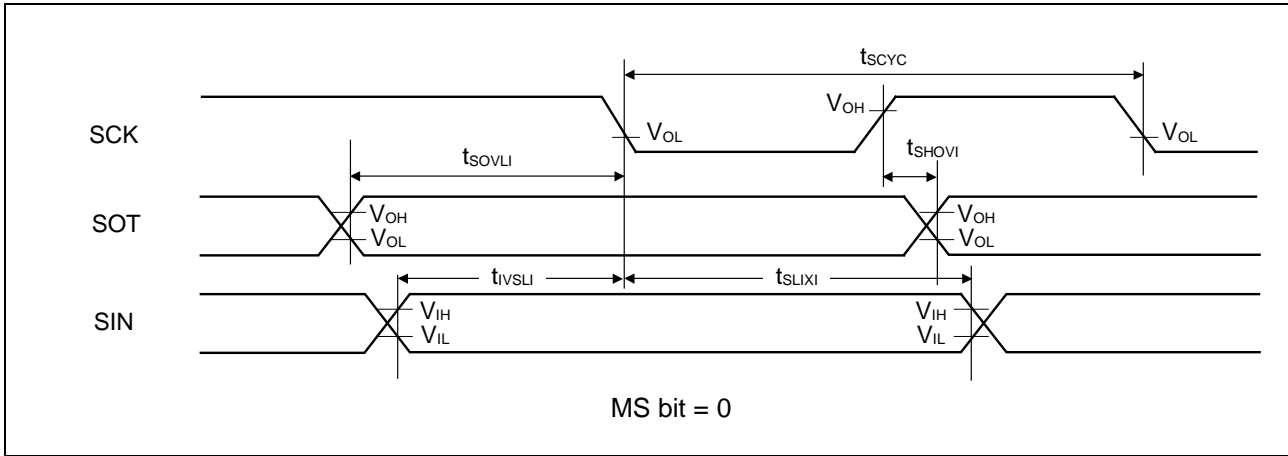 tSCYC
SCK
VOH
VOL
VOL
tSOVLI
tSHOVI
SOT
VOH
VOL
VOH
VOL
tIVSLI
tSLIXI
SIN
VIH
VIL
VIH
VIL
MS bit = 0